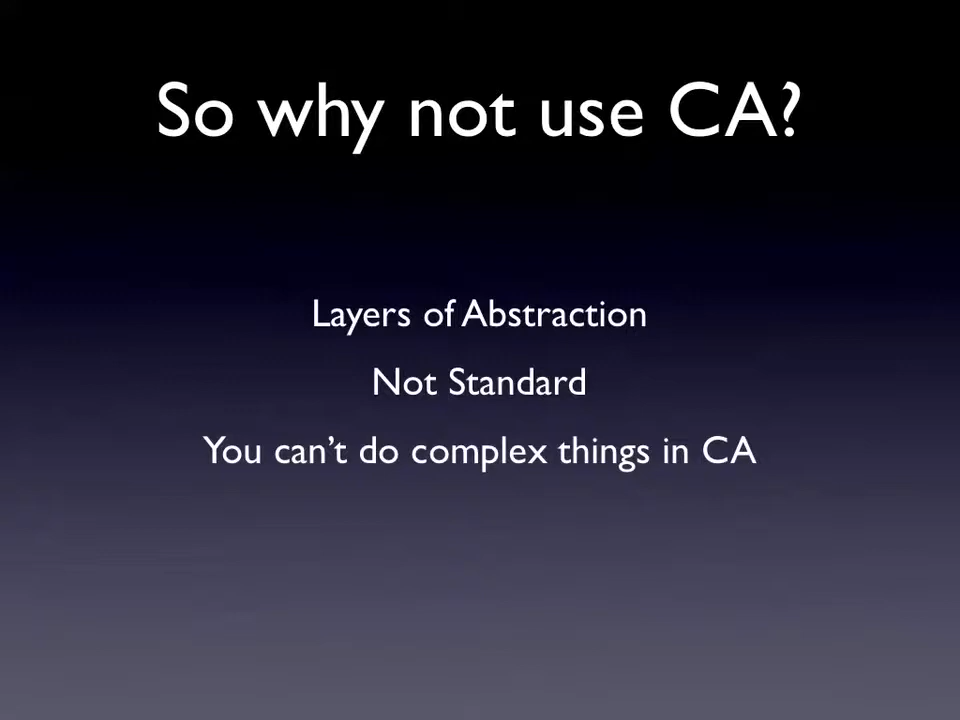 So why not use CA?
Layers of Abstraction
Not Standard
You can’t do complex things in CA